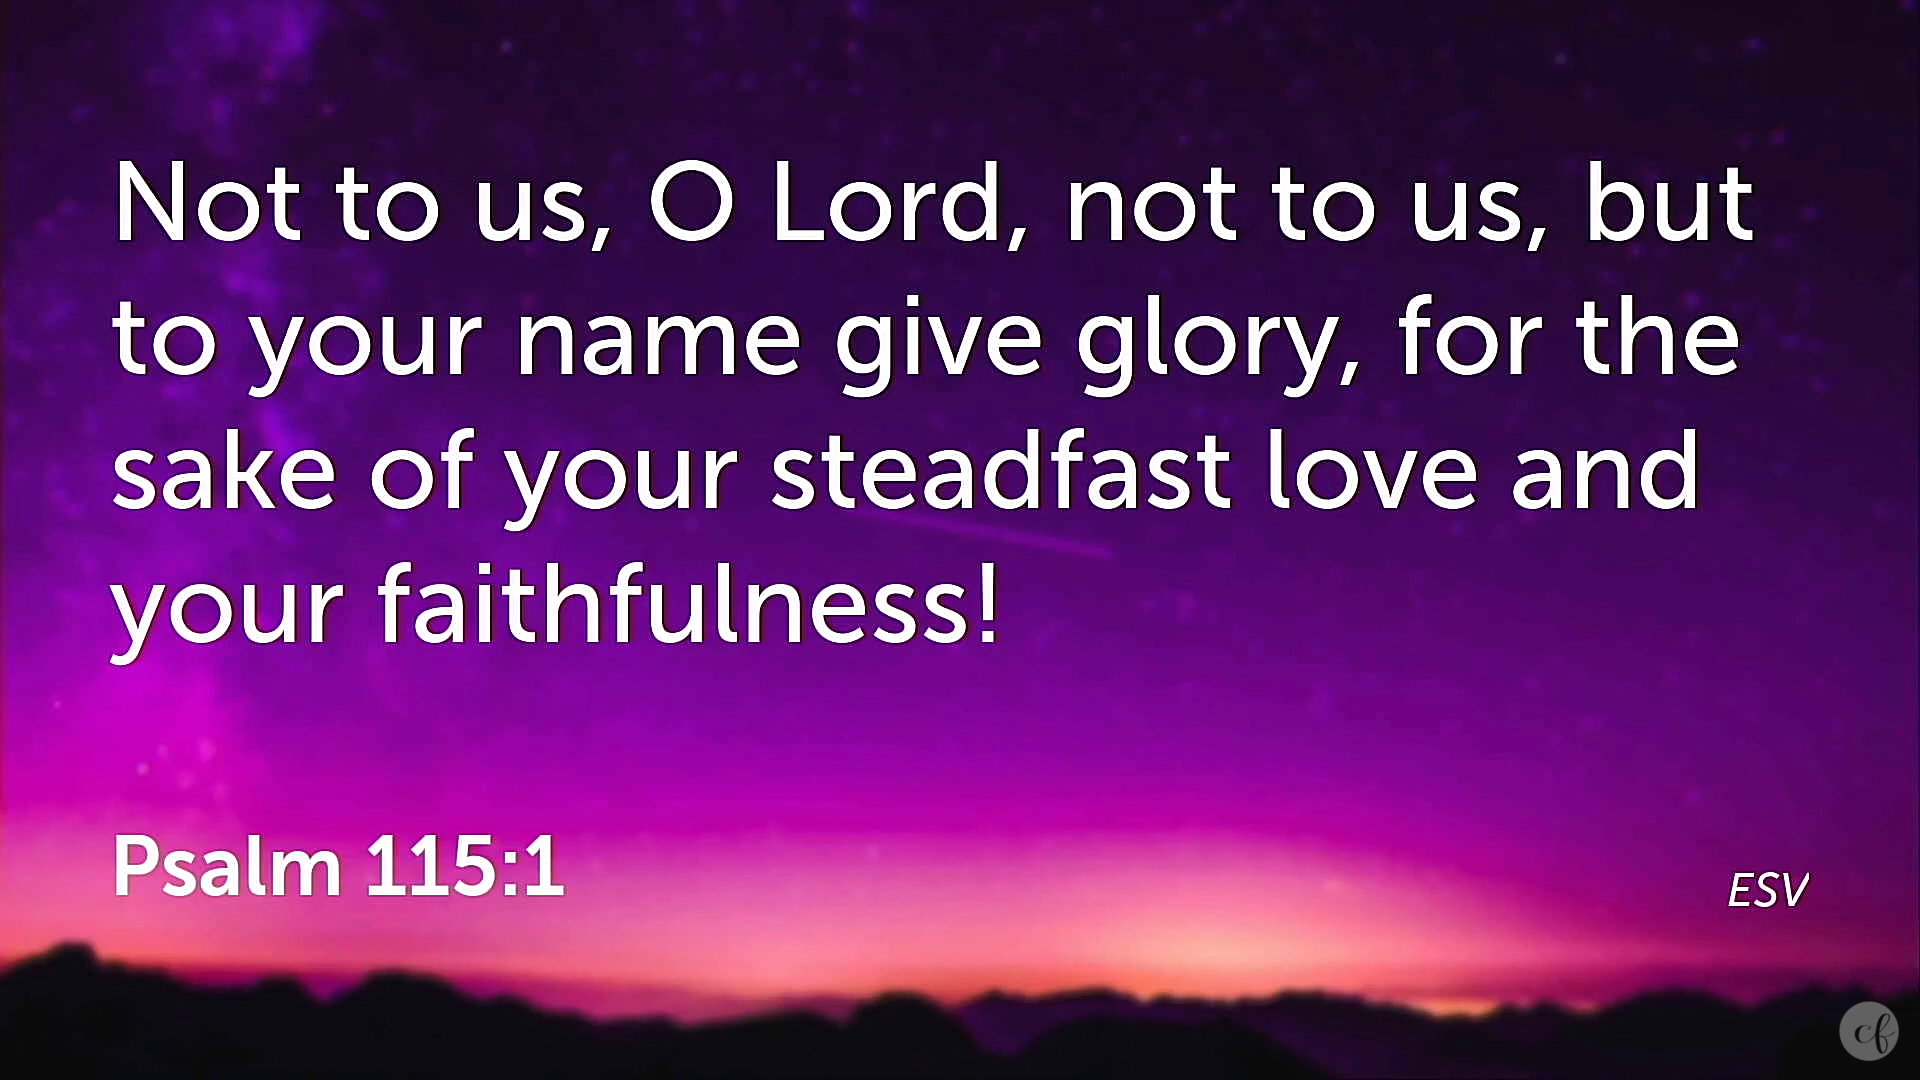 Not to us, O Lord, not to us, but
to your name give glory, for the
sake of your steadfast love and
your faithfulness!
Psalm 115:1
ESV
cf